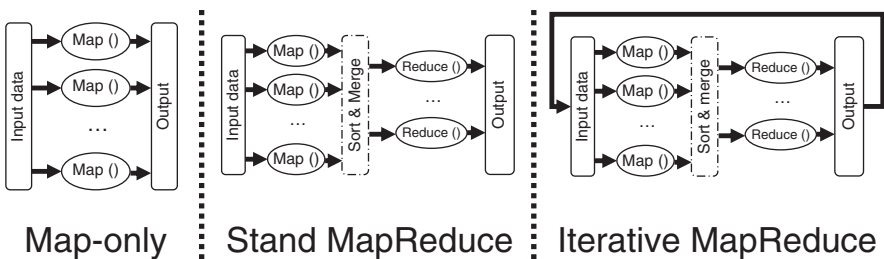 Input data
Map ()
Map ()
...
Map ()
Output
Map-only
Input data
Map ()
Map ()
...
Map ()
Sort & Merge
Reduce ()
...
Reduce ()
Output
Stand MapReduce
Input data
Map ()
Map ()
...
Map ()
Sort & merge
Reduce ()
...
Reduce ()
Output
Iterative MapReduce